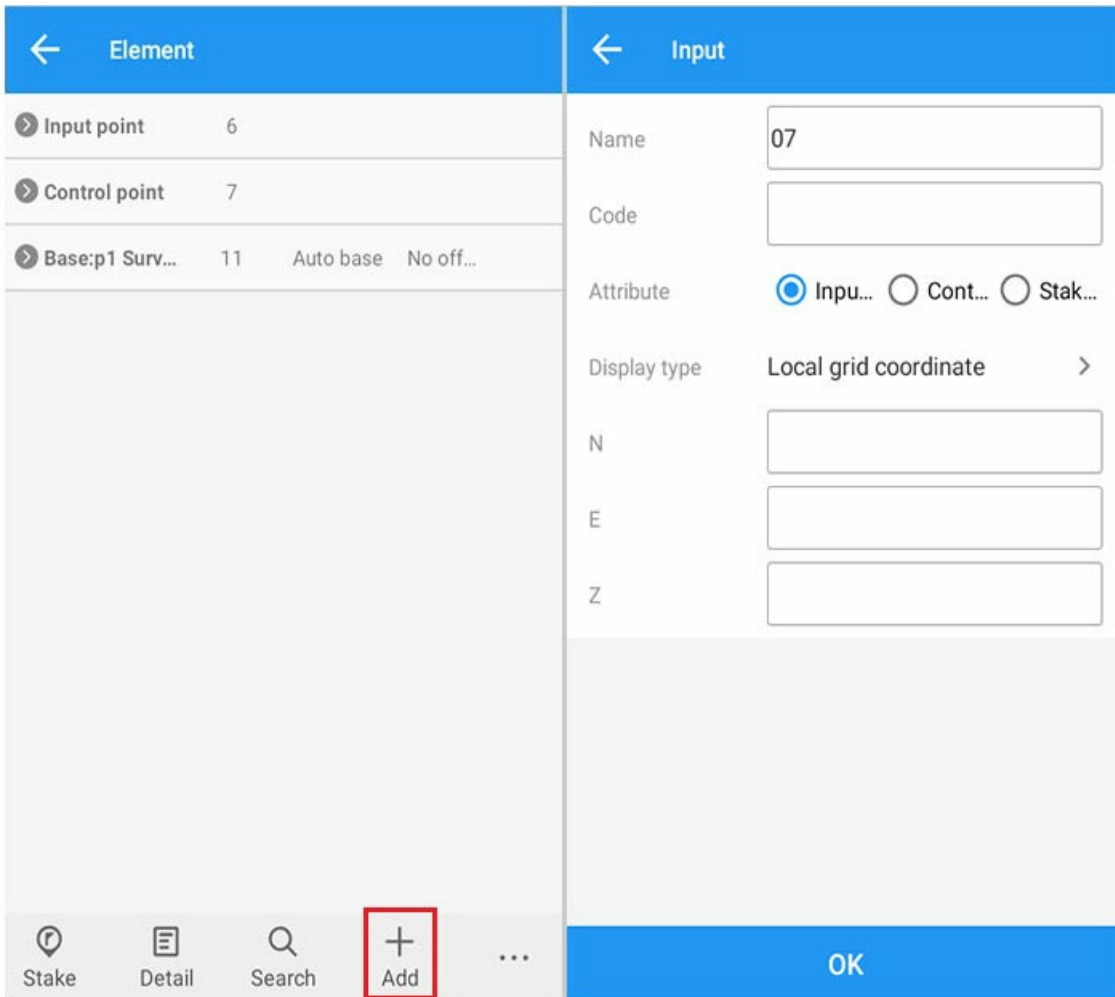 Element
Input point 6
Control point 7
Base:p1 Surv... 11 Auto base No off...
Stake Detail Search Add
Input
Name 07
Code
Attribute Inpu... Cont... Stak...
Display type Local grid coordinate
N
E
Z
OK